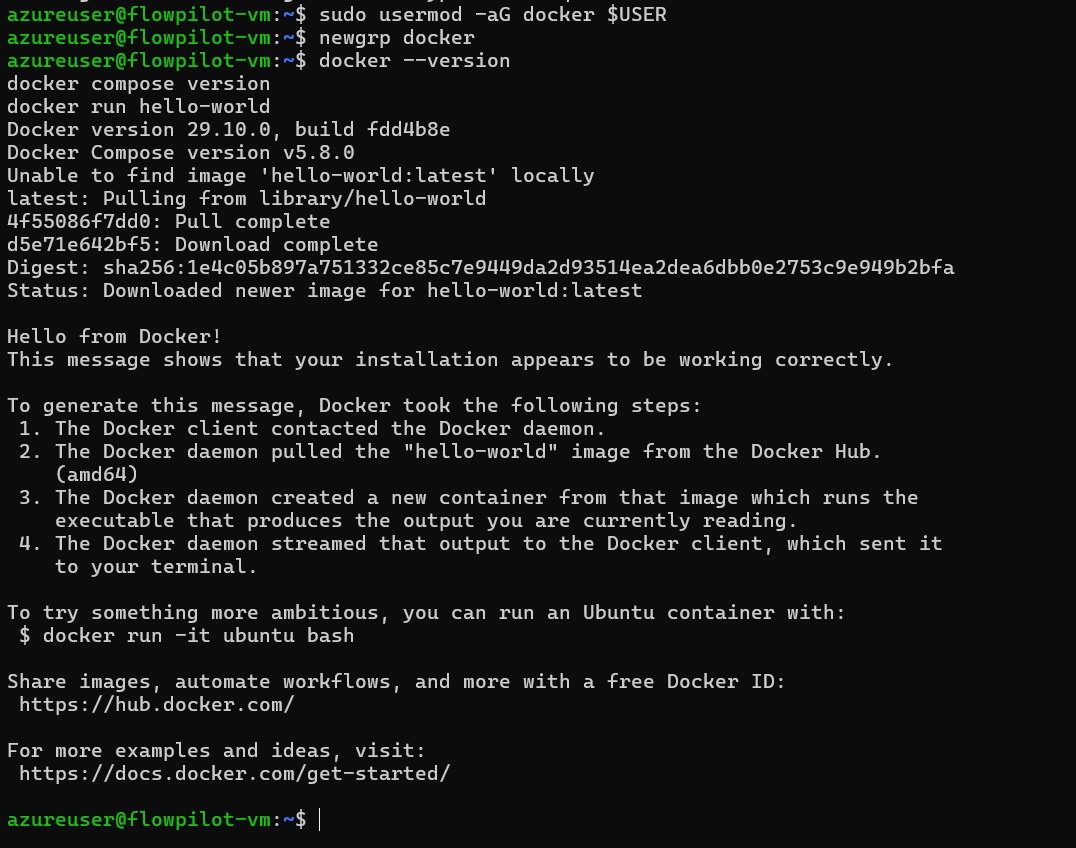 azureuser@flowpilot-vm:~$ sudo usermod -aG docker $USER
azureuser@flowpilot-vm:~$ newgrp docker
azureuser@flowpilot-vm:~$ docker --version
docker compose version
docker run hello-world
Docker version 29.10.0, build fdd4b8e
Docker Compose version v5.8.0
Unable to find image 'hello-world:latest' locally
latest: Pulling from library/hello-world
4f55086f7dd0: Pull complete
d5e71e642bf5: Download complete
Digest: sha256:1e4c05b897a751332ce85c7e9449da2d93514ea2dea6dbb0e2753c9e949b2bfa
Status: Downloaded newer image for hello-world:latest

Hello from Docker!
This message shows that your installation appears to be working correctly.

To generate this message, Docker took the following steps:
 1. The Docker client contacted the Docker daemon.
 2. The Docker daemon pulled the "hello-world" image from the Docker Hub.
    (amd64)
 3. The Docker daemon created a new container from that image which runs the
    executable that produces the output you are currently reading.
 4. The Docker daemon streamed that output to the Docker client, which sent it
    to your terminal.

To try something more ambitious, you can run an Ubuntu container with:
 $ docker run -it ubuntu bash

Share images, automate workflows, and more with a free Docker ID:
 https://hub.docker.com/

For more examples and ideas, visit:
 https://docs.docker.com/get-started/

azureuser@flowpilot-vm:~$